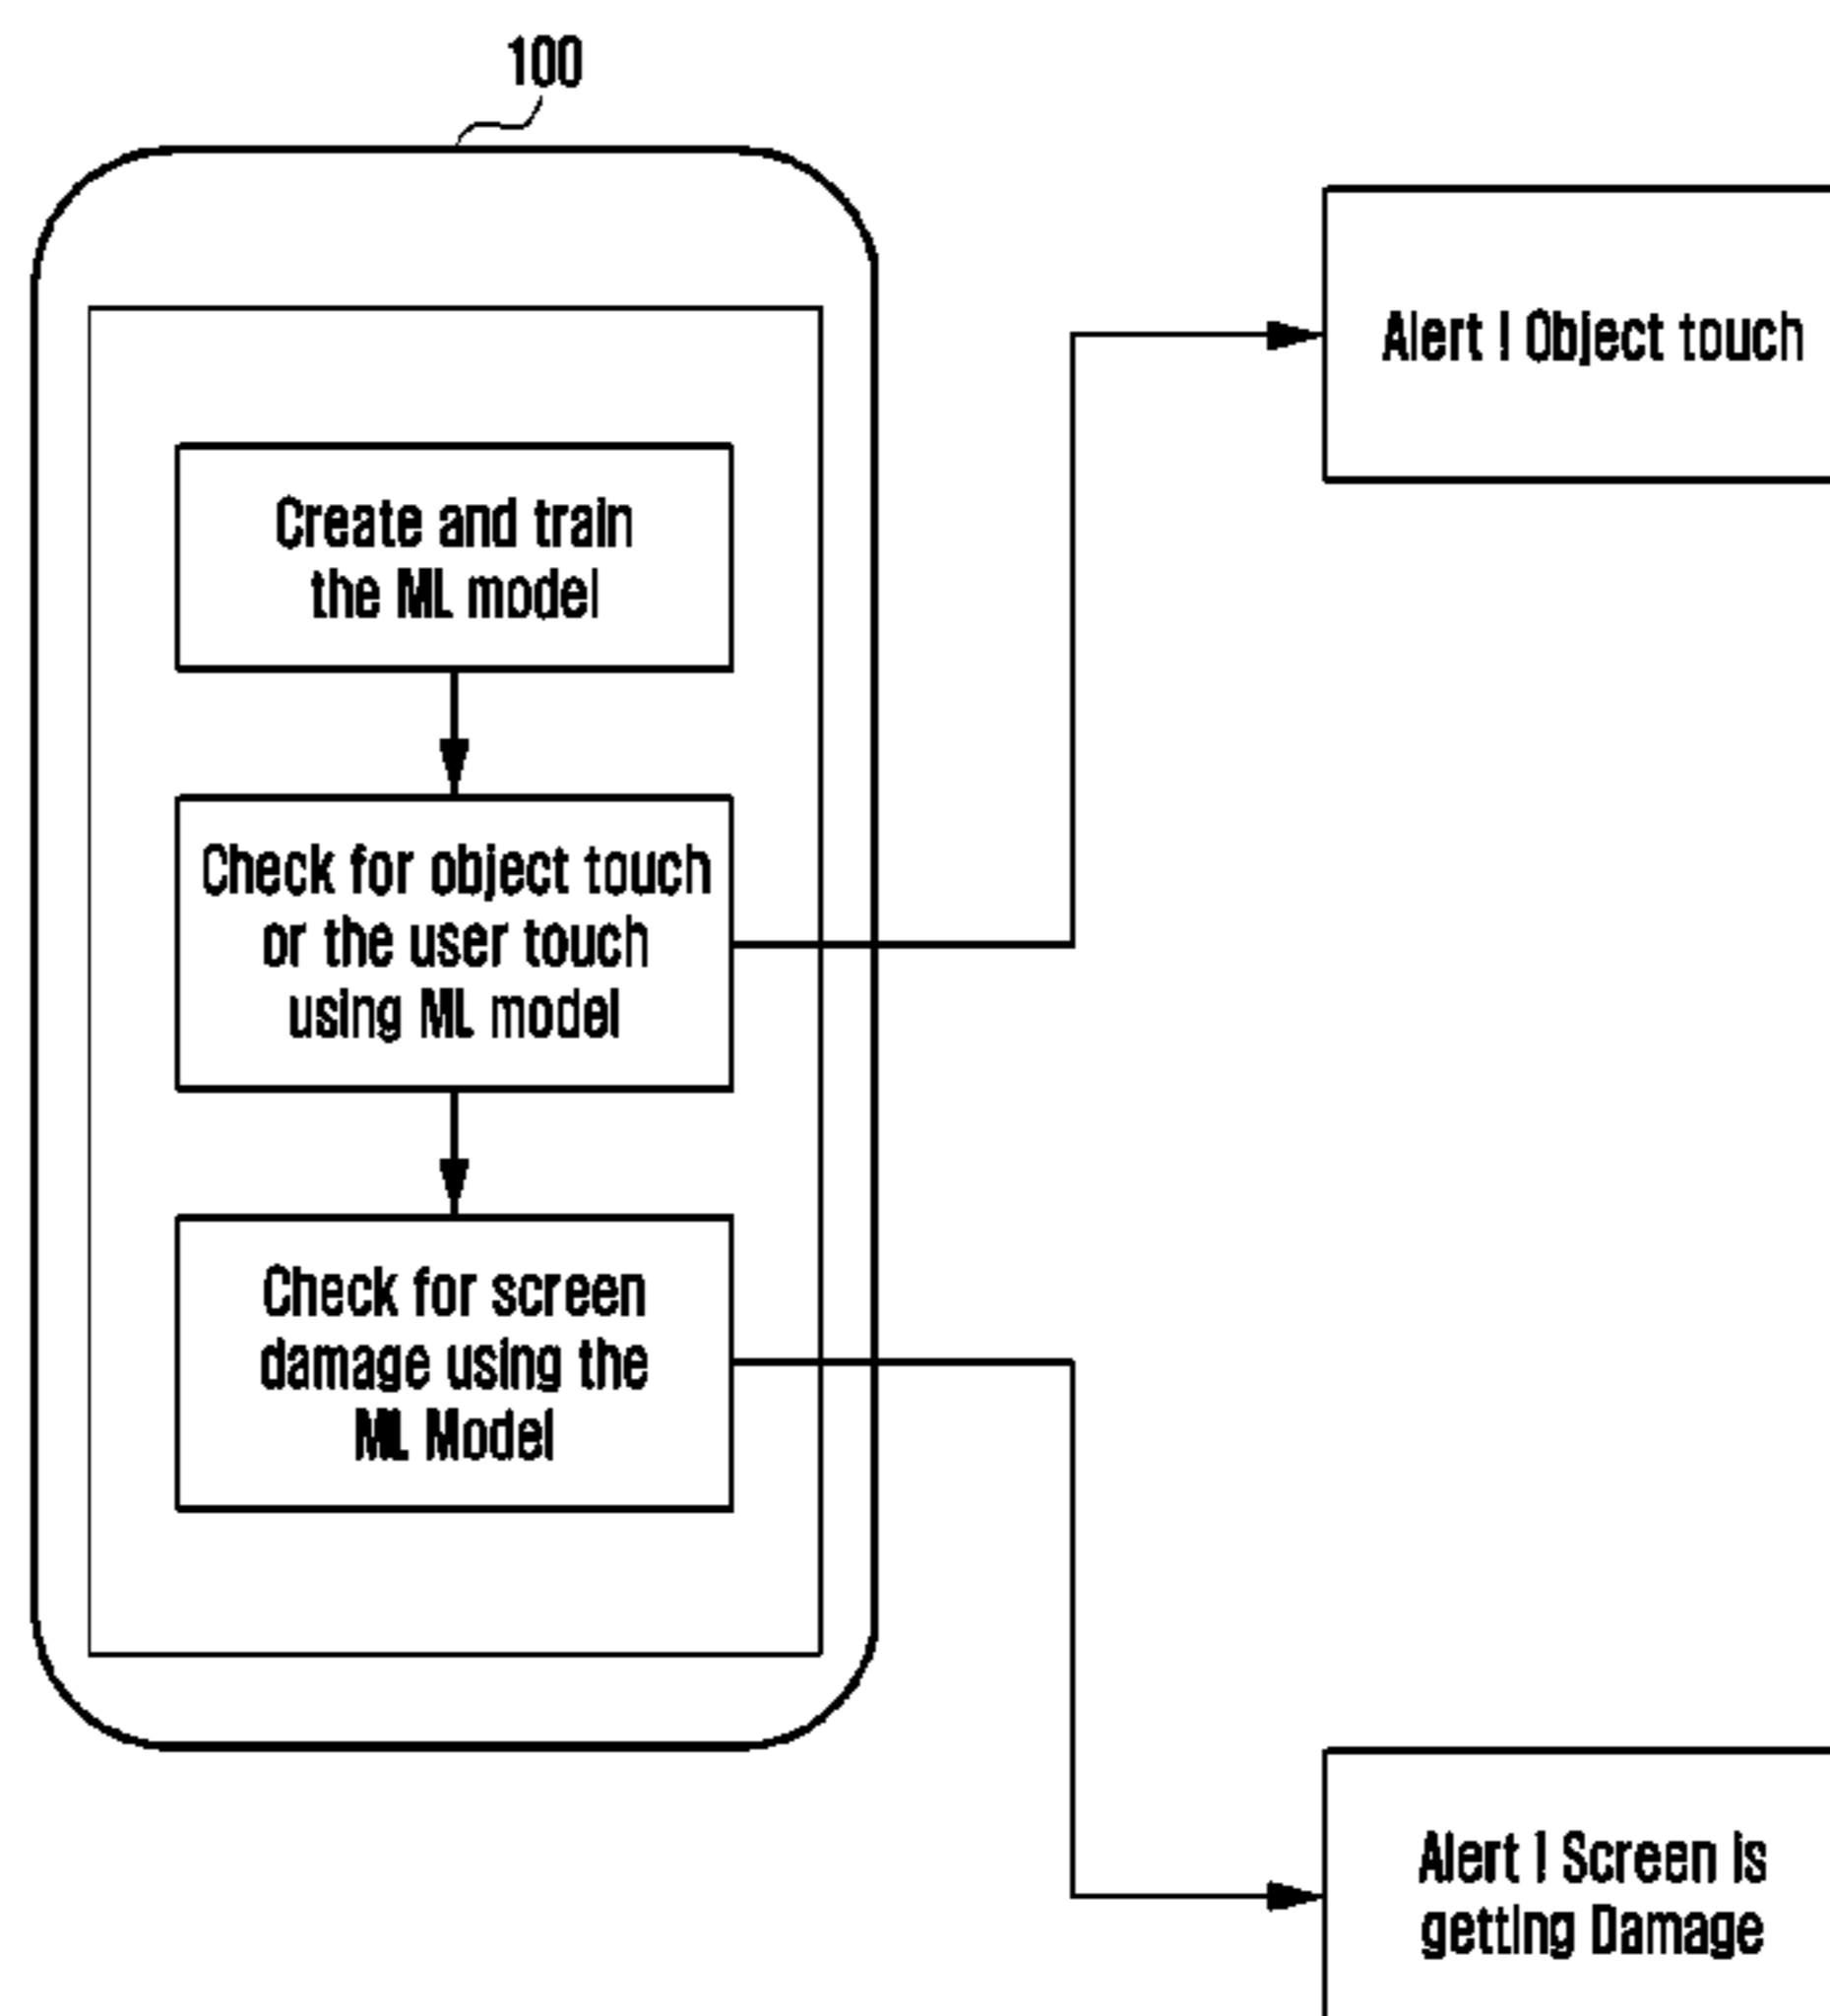 100
Create and train
the ML model
Check for object touch
or the user touch
using ML model
Check for screen
damage using the
ML Model
Alert ! Object touch
Alert ! Screen is
getting Damage